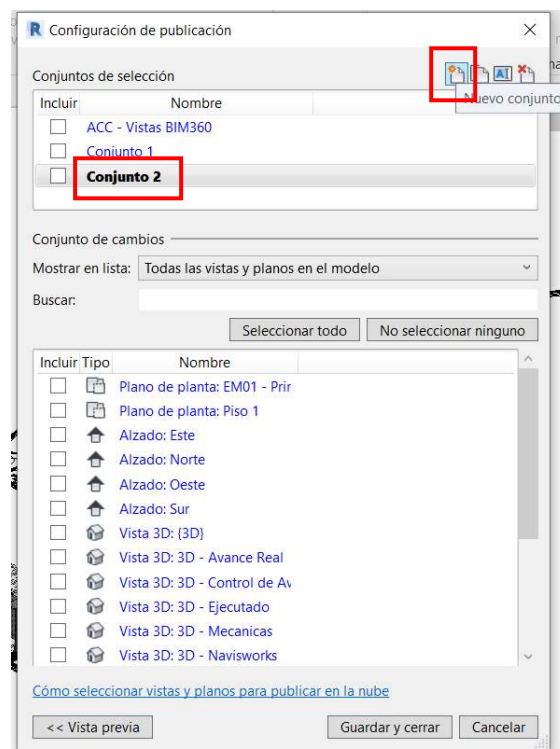 Configuración de publicación
Conjuntos de selección
Nuevo conjunto
Incluir Nombre
ACC - Vistas BIM360
Conjunto 1
Conjunto 2
Conjunto de cambios
Mostrar en lista: Todas las vistas y planos en el modelo
Buscar:
Seleccionar todo No seleccionar ninguno
Incluir Tipo Nombre
Plano de planta: EM01 - Prir
Plano de planta: Piso 1
Alzado: Este
Alzado: Norte
Alzado: Oeste
Alzado: Sur
Vista 3D: {3D}
Vista 3D: 3D - Avance Real
Vista 3D: 3D - Control de Av
Vista 3D: 3D - Ejecutado
Vista 3D: 3D - Mecanicas
Vista 3D: 3D - Navisworks
Cómo seleccionar vistas y planos para publicar en la nube
<< Vista previa Guardar y cerrar Cancelar